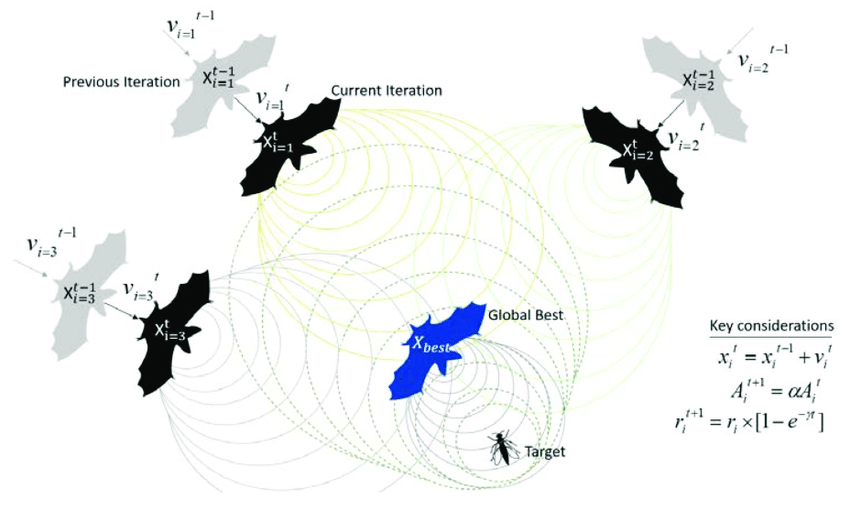 v_{i=1}^{t-1}
Previous Iteration
X_{i=1}^{t-1}
v_{i=1}^{t}
Current Iteration
X_{i=1}^{t}
X_{i=2}^{t-1}
v_{i=2}^{t-1}
v_{i=2}^{t}
X_{i=2}^{t}
v_{i=3}^{t-1}
X_{i=3}^{t-1}
v_{i=3}^{t}
X_{i=3}^{t}
Global Best
X_{best}
Target
Key considerations
x_i^t = x_i^{t-1} + v_i^t
A_i^{t+1} = αA_i^t
r_i^{t+1} = r_i × [1 − e^{−γt}]